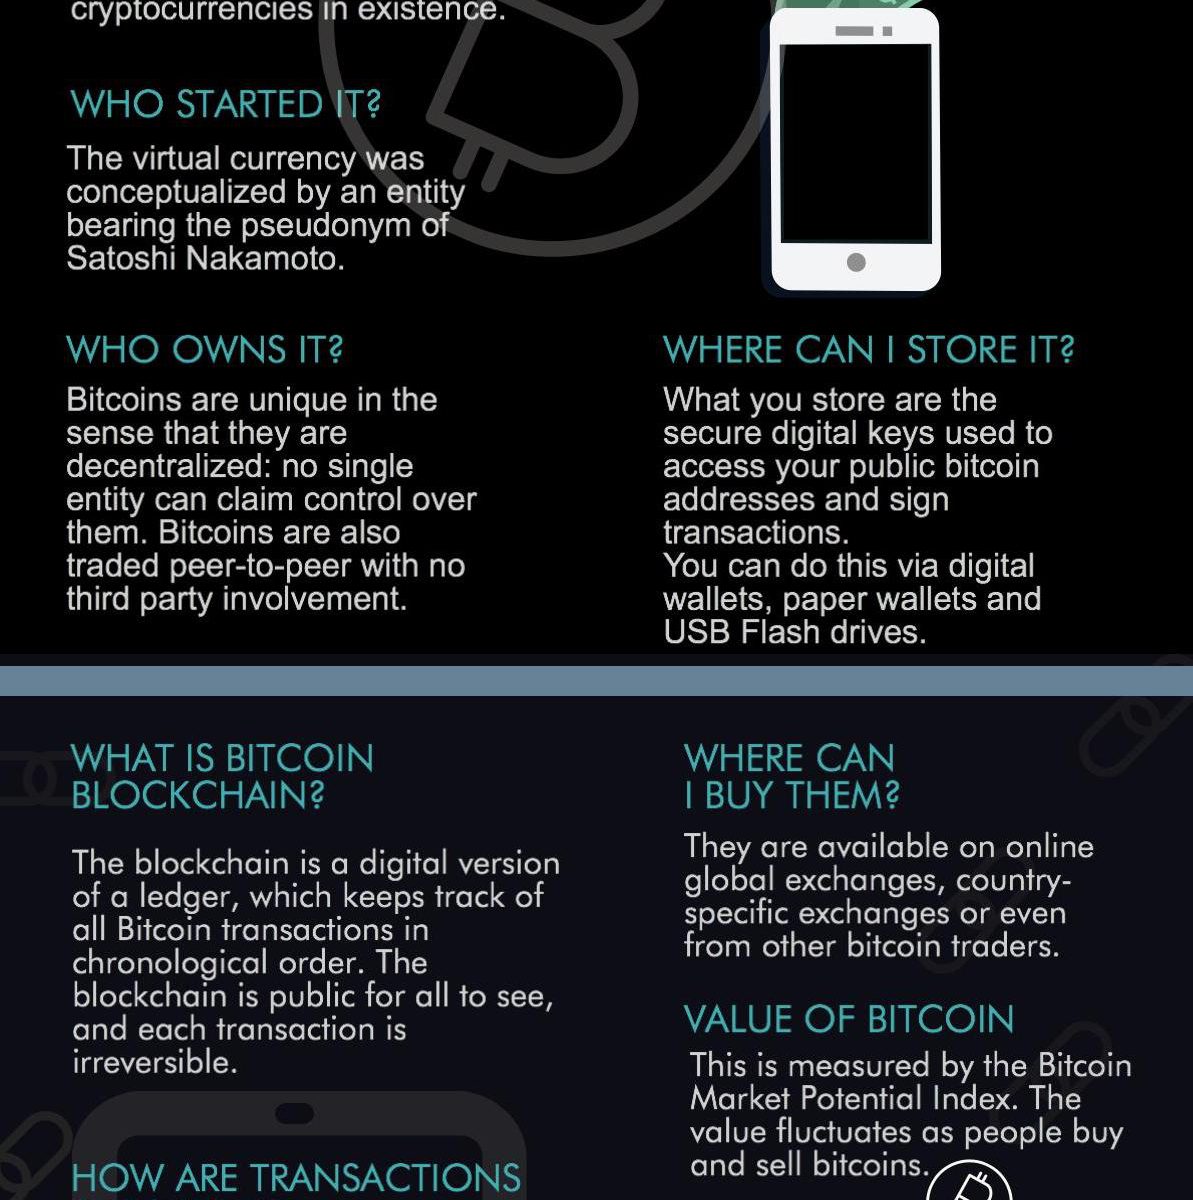 cryptocurrencies in existence.
WHO STARTED IT?
The virtual currency was
conceptualized by an entity
bearing the pseudonym of
Satoshi Nakamoto.
WHO OWNS IT?
Bitcoins are unique in the
sense that they are
decentralized: no single
entity can claim control over
them. Bitcoins are also
traded peer-to-peer with no
third party involvement.
WHERE CAN I STORE IT?
What you store are the
secure digital keys used to
access your public bitcoin
addresses and sign
transactions.
You can do this via digital
wallets, paper wallets and
USB Flash drives.
WHAT IS BITCOIN
BLOCKCHAIN?
The blockchain is a digital version
of a ledger, which keeps track of
all Bitcoin transactions in
chronological order. The
blockchain is public for all to see,
and each transaction is
irreversible.
HOW ARE TRANSACTIONS
WHERE CAN
I BUY THEM?
They are available on online
global exchanges, country-
specific exchanges or even
from other bitcoin traders.
VALUE OF BITCOIN
This is measured by the Bitcoin
Market Potential Index. The
value fluctuates as people buy
and sell bitcoins.